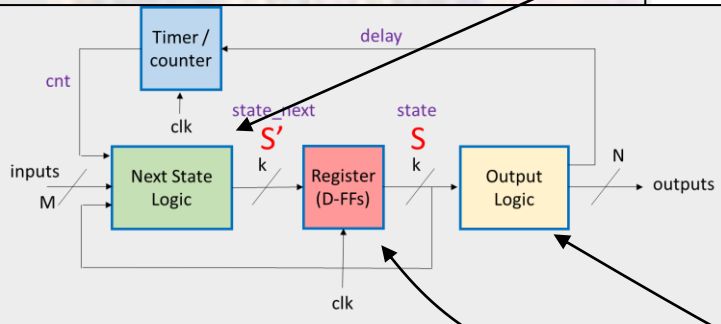 Timer /
counter
delay
cnt
clk
state_next
S'
k
state
S
k
inputs
M
Next State
Logic
Register
(D-FFs)
Output
Logic
N
outputs
clk